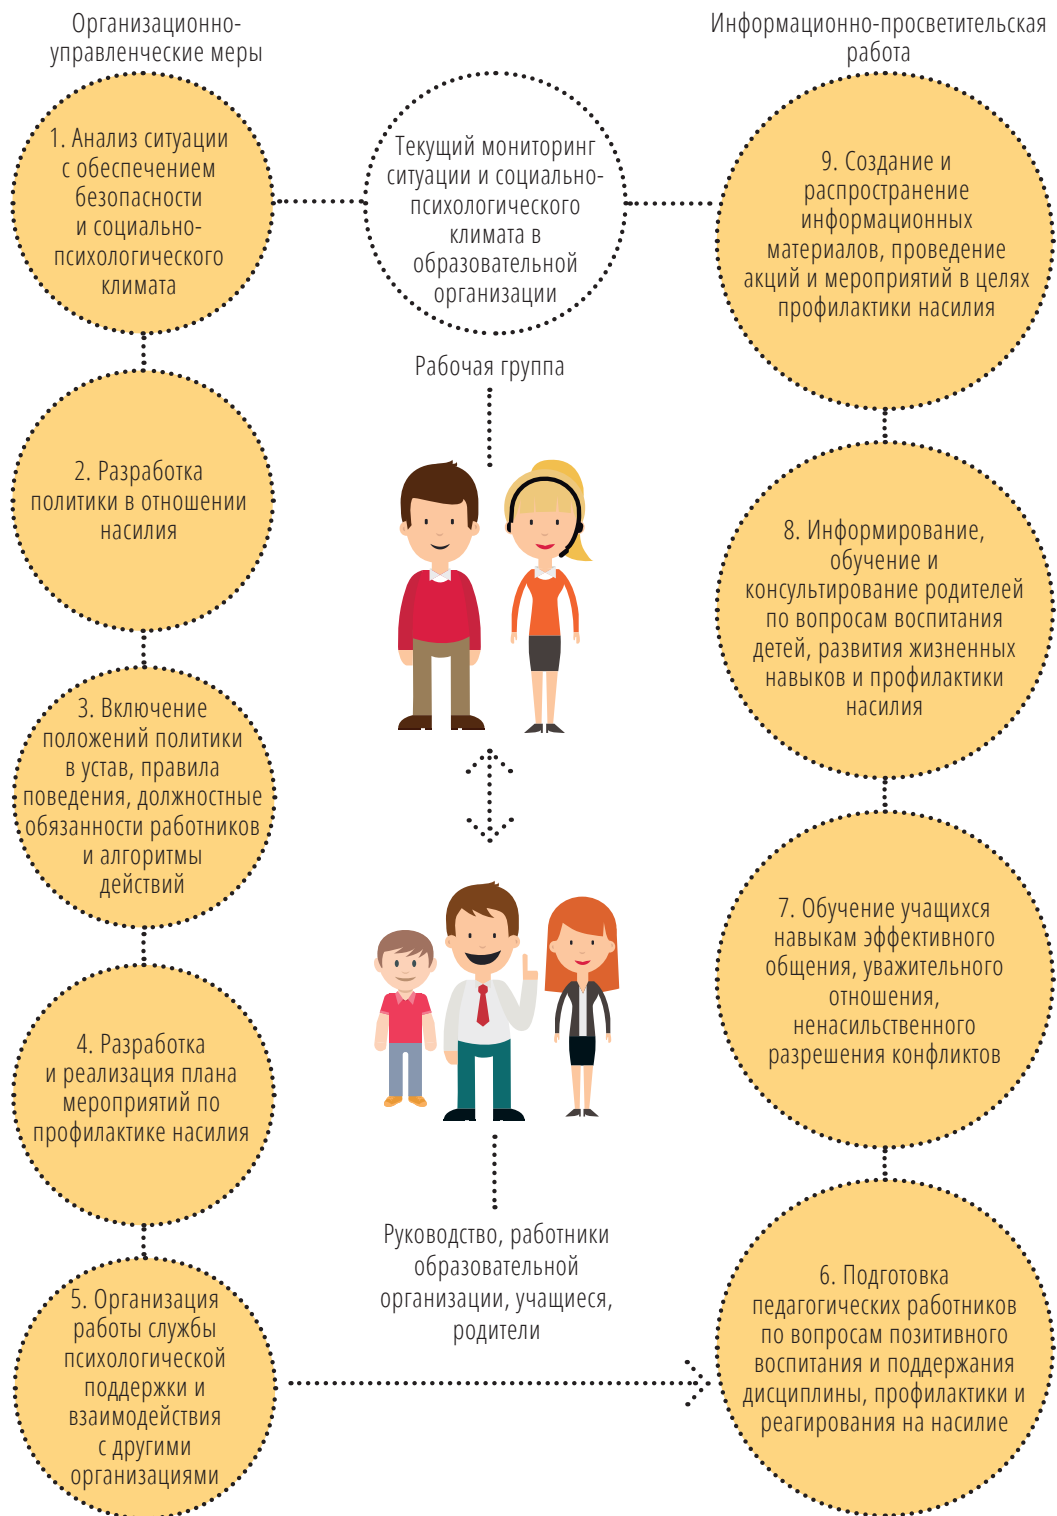 Организационно-
управленческие меры
1. Анализ ситуации
с обеспечением
безопасности
и социально-
психологического
климата
2. Разработка
политики в отношении
насилия
3. Включение
положений политики
в устав, правила
поведения, должностные
обязанности работников
и алгоритмы
действий
4. Разработка
и реализация плана
мероприятий по
профилактике насилия
5. Организация
работы службы
психологической
поддержки и
взаимодействия
с другими
организациями
Текущий мониторинг
ситуации и социально-
психологического
климата в
образовательной
организации
Рабочая группа
Руководство, работники
образовательной
организации, учащиеся,
родители
Информационно-просветительская
работа
9. Создание и
распространение
информационных
материалов, проведение
акций и мероприятий в целях
профилактики насилия
8. Информирование,
обучение и
консультирование родителей
по вопросам воспитания
детей, развития жизненных
навыков и профилактики
насилия
7. Обучение учащихся
навыкам эффективного
общения, уважительного
отношения,
ненасильственного
разрешения конфликтов
6. Подготовка
педагогических работников
по вопросам позитивного
воспитания и поддержания
дисциплины, профилактики и
реагирования на насилие